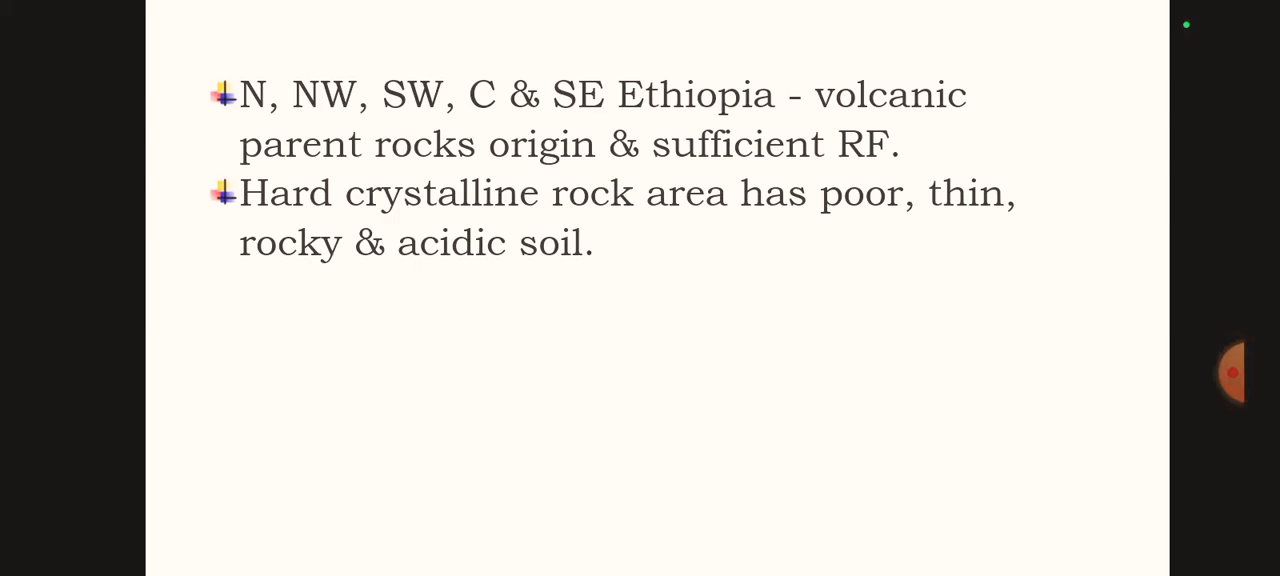 N, NW, SW, C & SE Ethiopia - volcanic
parent rocks origin & sufficient RF.
Hard crystalline rock area has poor, thin,
rocky & acidic soil.